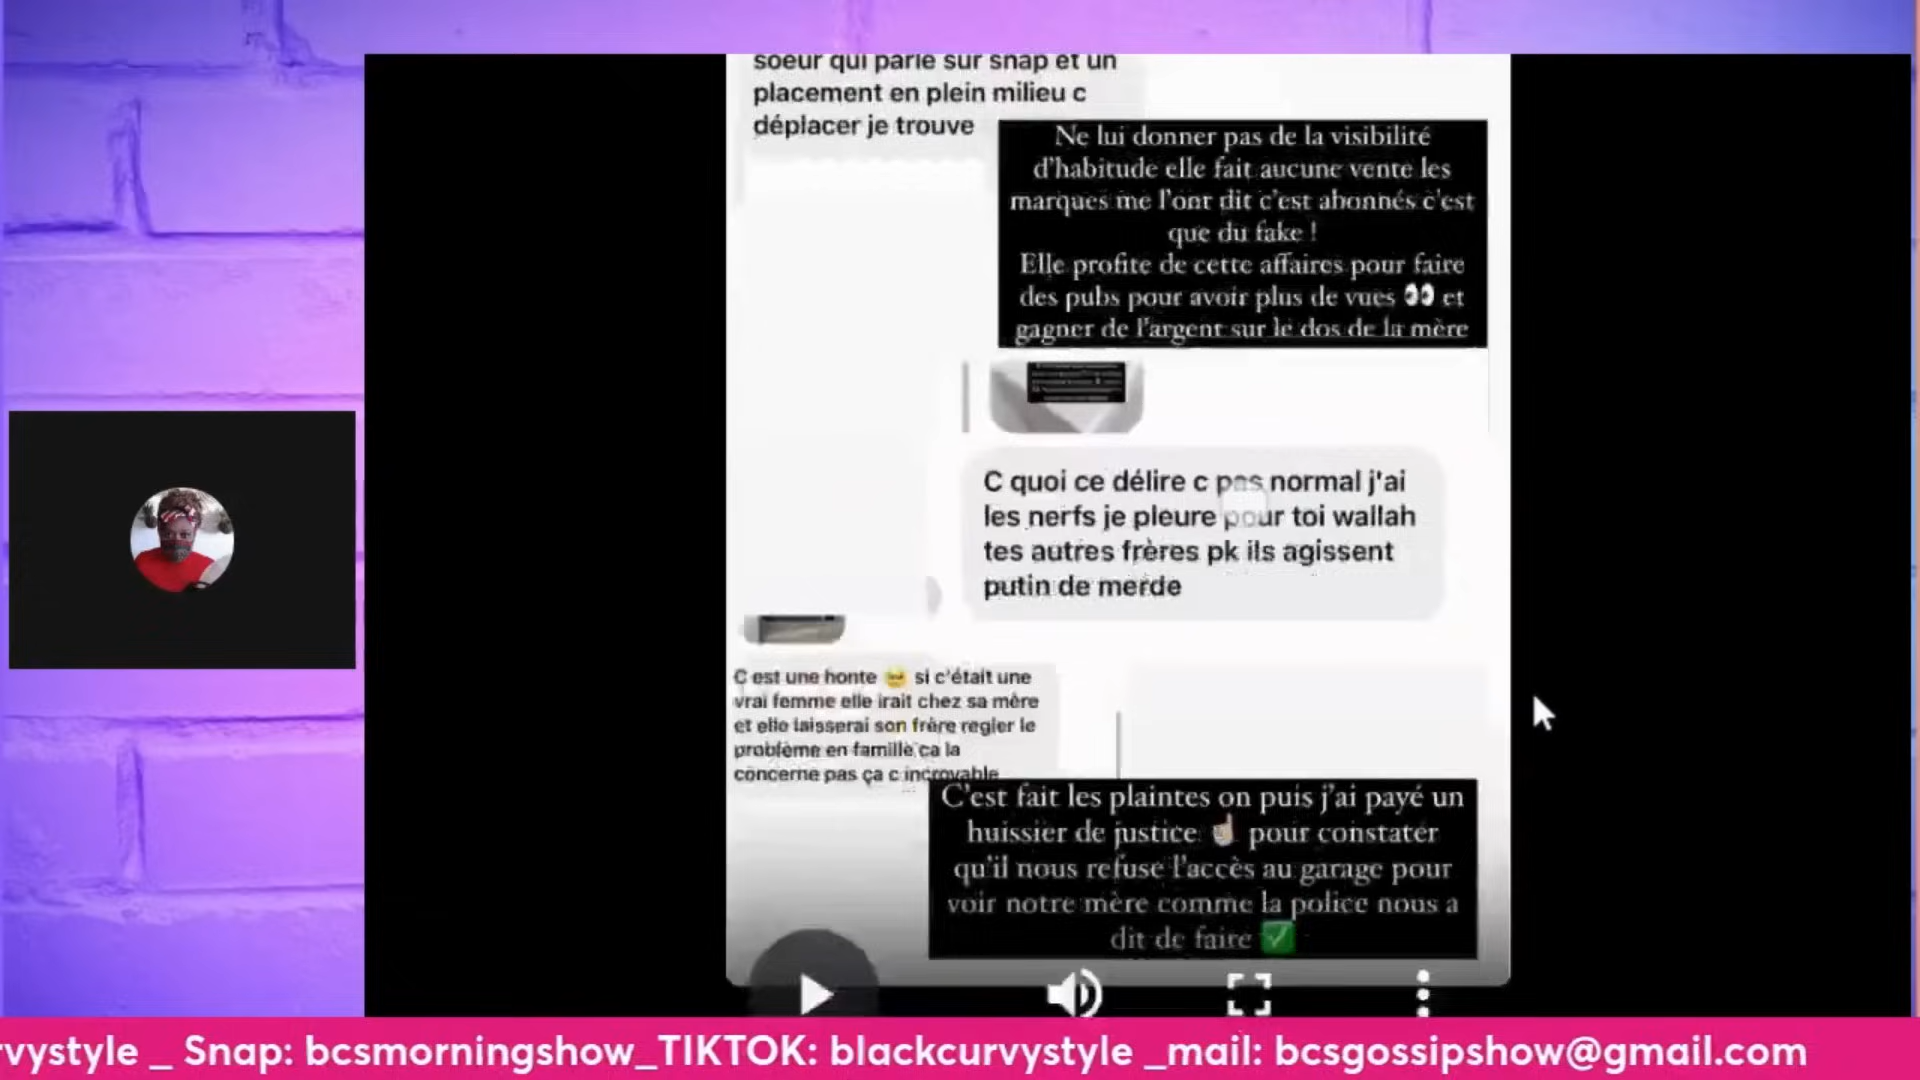 soeur qui parle sur snap et un
placement en plein milieu c
déplacer je trouve
Ne lui donner pas de la visibilité
d'habitude elle fait aucune vente les
marques me l'ont dit c'est abonnés c'est
que du fake !
Elle profite de cette affaires pour faire
des pubs pour avoir plus de vues 👀 et
gagner de l'argent sur le dos de la mère
C quoi ce délire c pas normal j'ai
les nerfs je pleure pour toi wallah
tes autres frères pk ils agissent
putin de merde
C est une honte 🥺 si c'était une
vrai femme elle irait chez sa mère
et elle laisserai son frère regler le
problème en famille ca la
concerne pas ça c incroyable
C'est fait les plaintes on puis j'ai payé un
huissier de justice ☝🏼 pour constater
qu'il nous refuse l'accès au garage pour
voir notre mère comme la police nous a
dit de faire ✅
vystyle _ Snap: bcsmorningshow_TIKTOK: blackcurvystyle _mail: bcsgossipshow@gmail.com